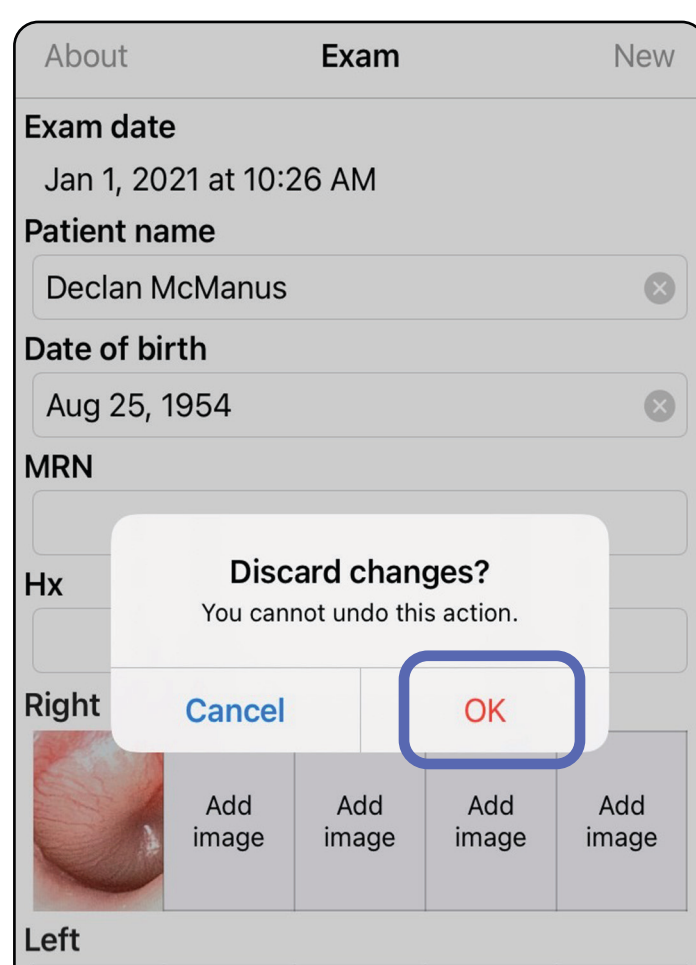 About Exam New
Exam date
Jan 1, 2021 at 10:26 AM
Patient name
Declan McManus
Date of birth
Aug 25, 1954
MRN
Hx
Discard changes?
You cannot undo this action.
Cancel OK
Right
Add image
Add image
Add image
Add image
Left